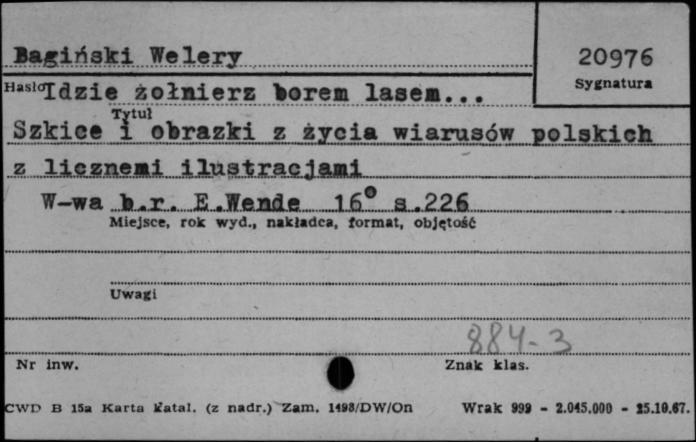 Bagiński Welery
20976
Sygnatura
Hasło
Idzie żołnierz borem lasem...
Tytuł
Szkice i obrazki z życia wiarusów polskich
z licznemi ilustracjami
W-wa b.r. E.Wende 16° s.226
Miejsce, rok wyd., nakładca, format, objętość
Uwagi
884-3
Nr inw.
Znak klas.
CWD B 15a Karta katal. (z nadr.) Zam. 1498/DW/On Wrak 999 - 2.045.000 - 25.10.67.